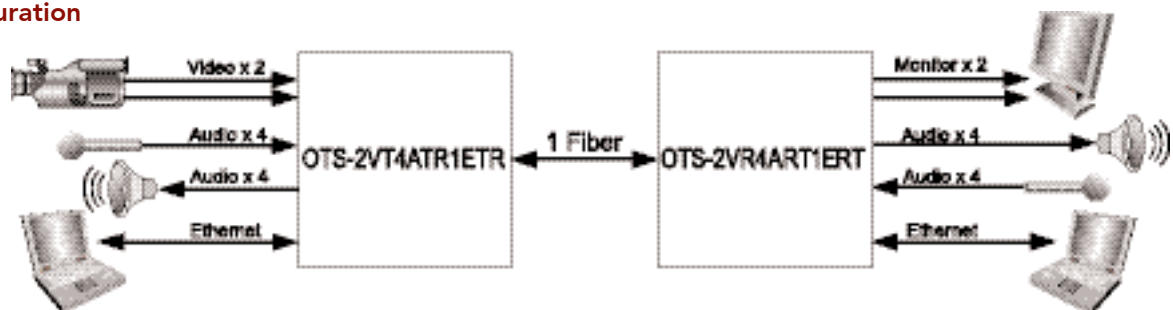 uration
Video x 2
Audio x 4
Audio x 4
Ethernet
OTS-2VT4ATR1ETR
1 Fiber
OTS-2VR4ART1ERT
Monitor x 2
Audio x 4
Audio x 4
Ethernet